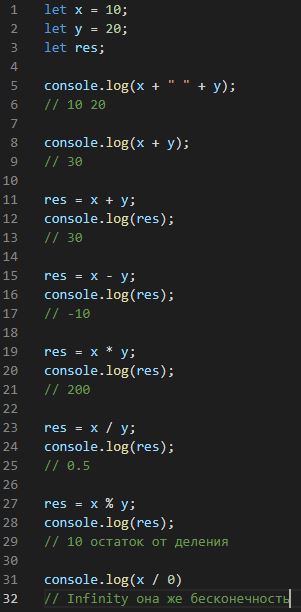 1 let x = 10;
2 let y = 20;
3 let res;
4
5 console.log(x + " " + y);
6 // 10 20
7
8 console.log(x + y);
9 // 30
10
11 res = x + y;
12 console.log(res);
13 // 30
14
15 res = x - y;
16 console.log(res);
17 // -10
18
19 res = x * y;
20 console.log(res);
21 // 200
22
23 res = x / y;
24 console.log(res);
25 // 0.5
26
27 res = x % y;
28 console.log(res);
29 // 10 остаток от деления
30
31 console.log(x / 0)
32 // Infinity она же бесконечность